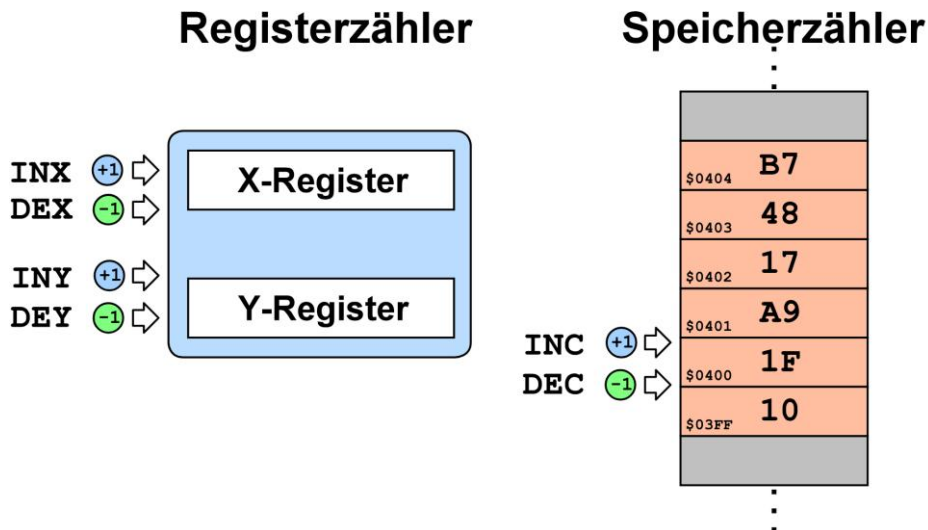 Registerzähler
Speicherzähler
INX +1
DEX -1
INY +1
DEY -1
X-Register
Y-Register
INC +1
DEC -1
$0404 B7
$0403 48
$0402 17
$0401 A9
$0400 1F
$03FF 10